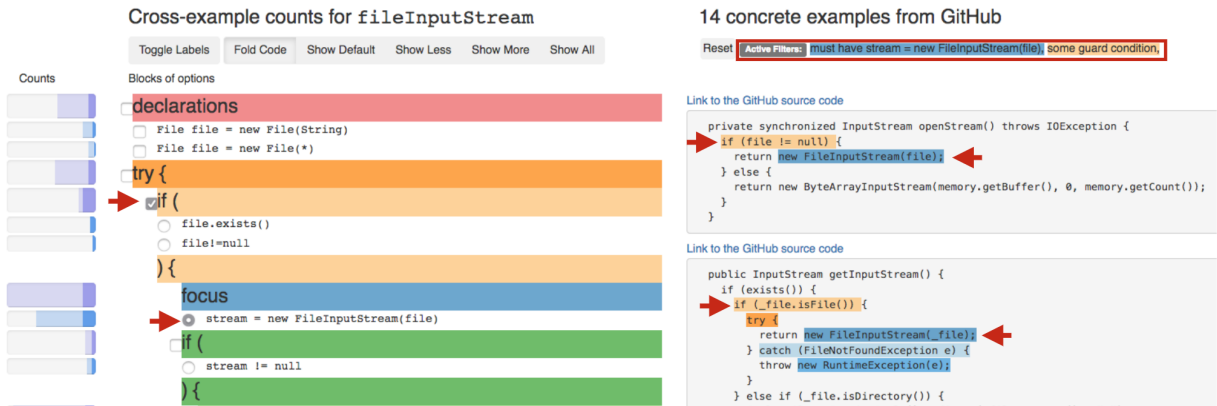 Cross-example counts for fileInputStream
Toggle Labels Fold Code Show Default Show Less Show More Show All
Counts
Blocks of options
declarations
File file = new File(String)
File file = new File(*)
try {
if (
file.exists()
file!=null
) {
focus
stream = new FileInputStream(file)
if (
stream != null
) {
14 concrete examples from GitHub
Reset Active Filters: must have stream = new FileInputStream(file), some guard condition,
Link to the GitHub source code
private synchronized InputStream openStream() throws IOException {
if (file != null) {
return new FileInputStream(file);
} else {
return new ByteArrayInputStream(memory.getBuffer(), 0, memory.getCount());
}
}
Link to the GitHub source code
public InputStream getInputStream() {
if (exists()) {
if (_file.isFile()) {
try {
return new FileInputStream(_file);
} catch (FileNotFoundException e) {
throw new RuntimeException(e);
}
} else if (_file.isDirectory()) {